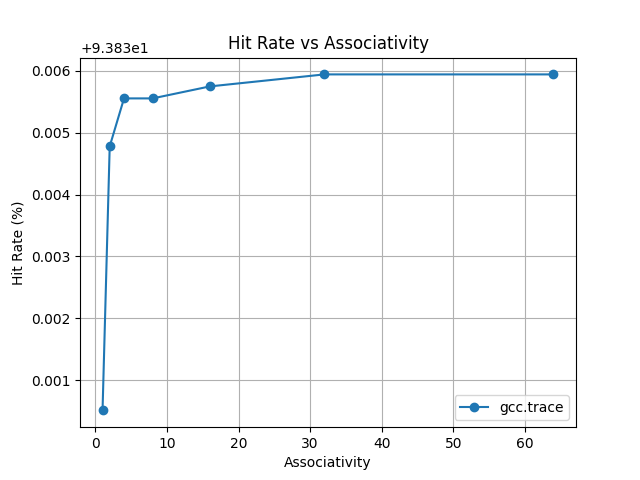 Hit Rate vs Associativity
+9.383e1
0.006
0.005
0.004
0.003
0.002
0.001
Hit Rate (%)
gcc.trace
0 10 20 30 40 50 60
Associativity